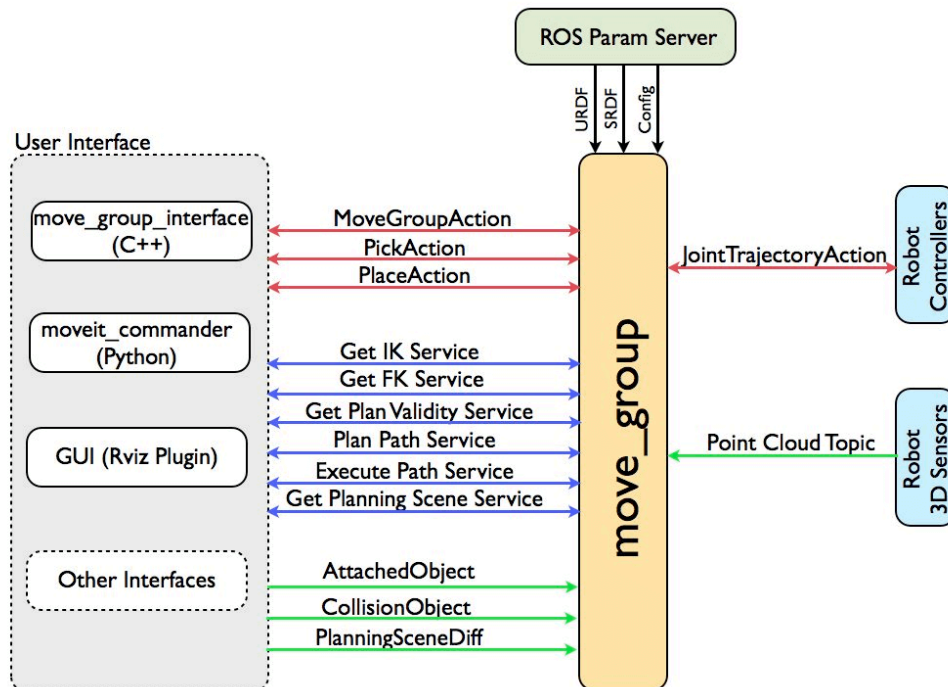 ROS Param Server
URDF
SRDF
Config
User Interface
move_group_interface
(C++)
moveit_commander
(Python)
GUI (Rviz Plugin)
Other Interfaces
MoveGroupAction
PickAction
PlaceAction
Get IK Service
Get FK Service
Get Plan Validity Service
Plan Path Service
Execute Path Service
Get Planning Scene Service
AttachedObject
CollisionObject
PlanningSceneDiff
move_group
JointTrajectoryAction
Point Cloud Topic
Robot
Controllers
Robot
3D Sensors